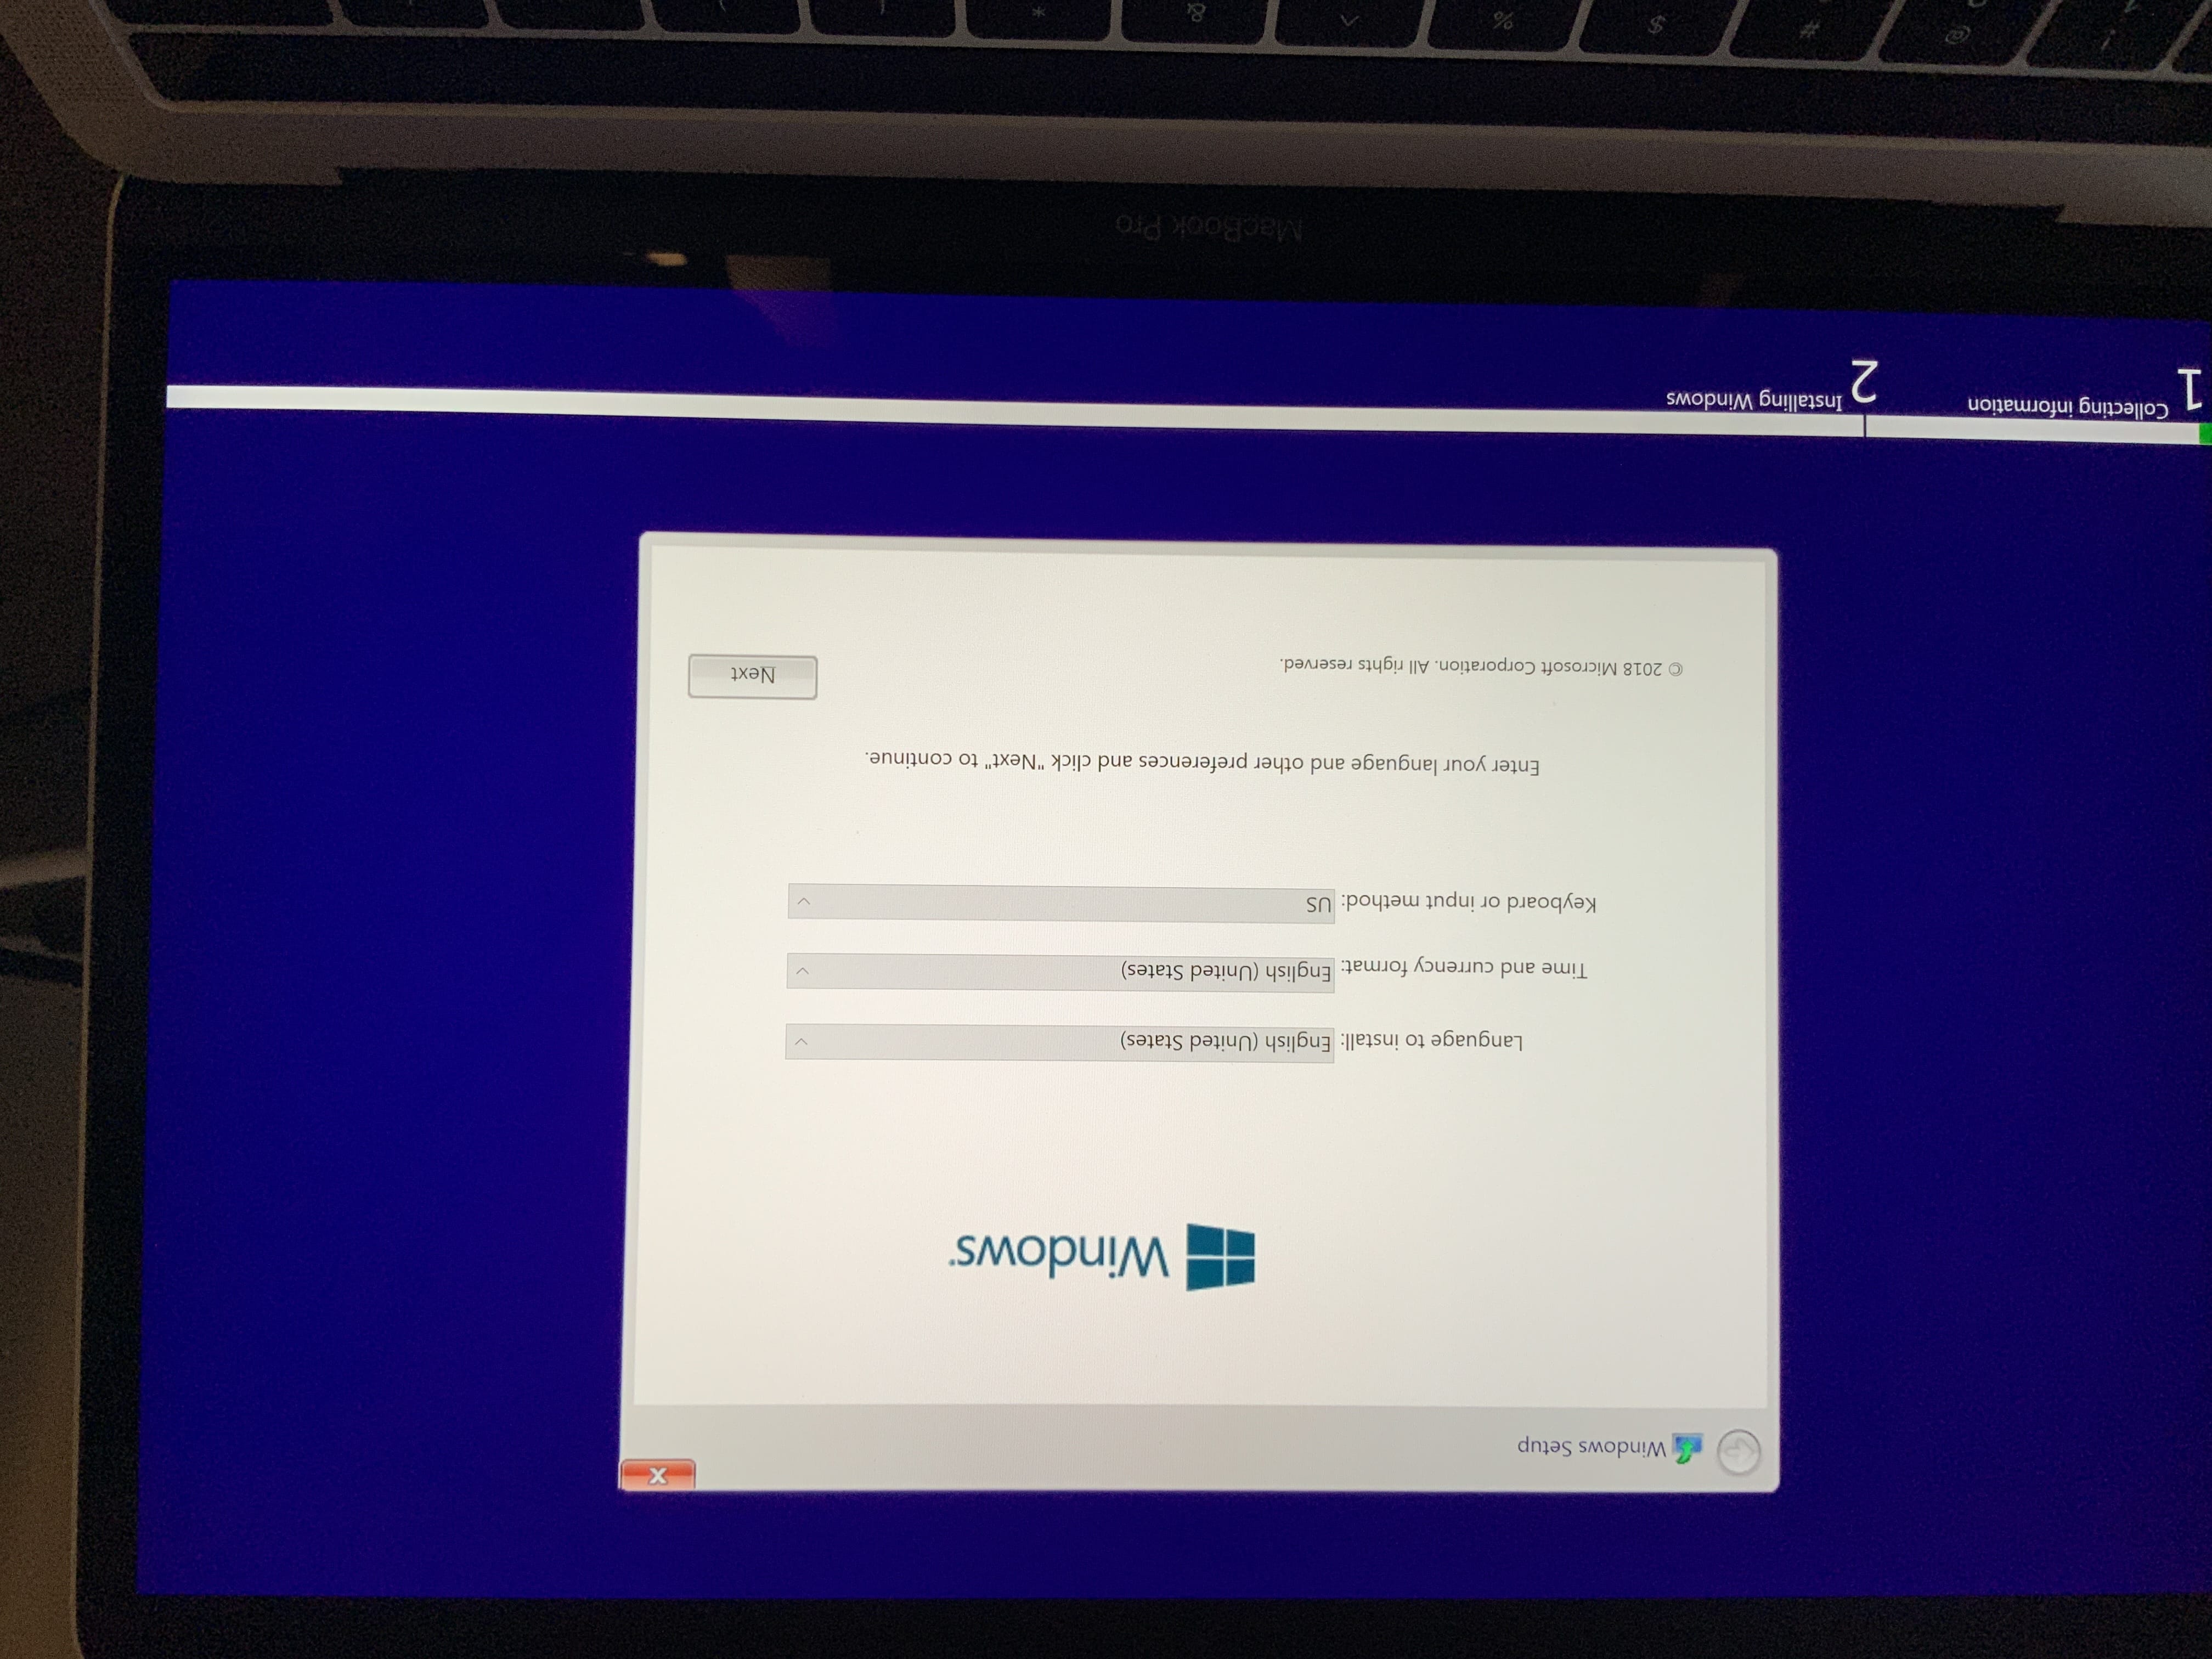 Windows Setup
X
Windows®
Language to install: English (United States)
Time and currency format: English (United States)
Keyboard or input method: US
Enter your language and other preferences and click "Next" to continue.
© 2018 Microsoft Corporation. All rights reserved.
Next
1 Collecting information
2 Installing Windows
MacBook Pro
! @ # $ % ^ & * (